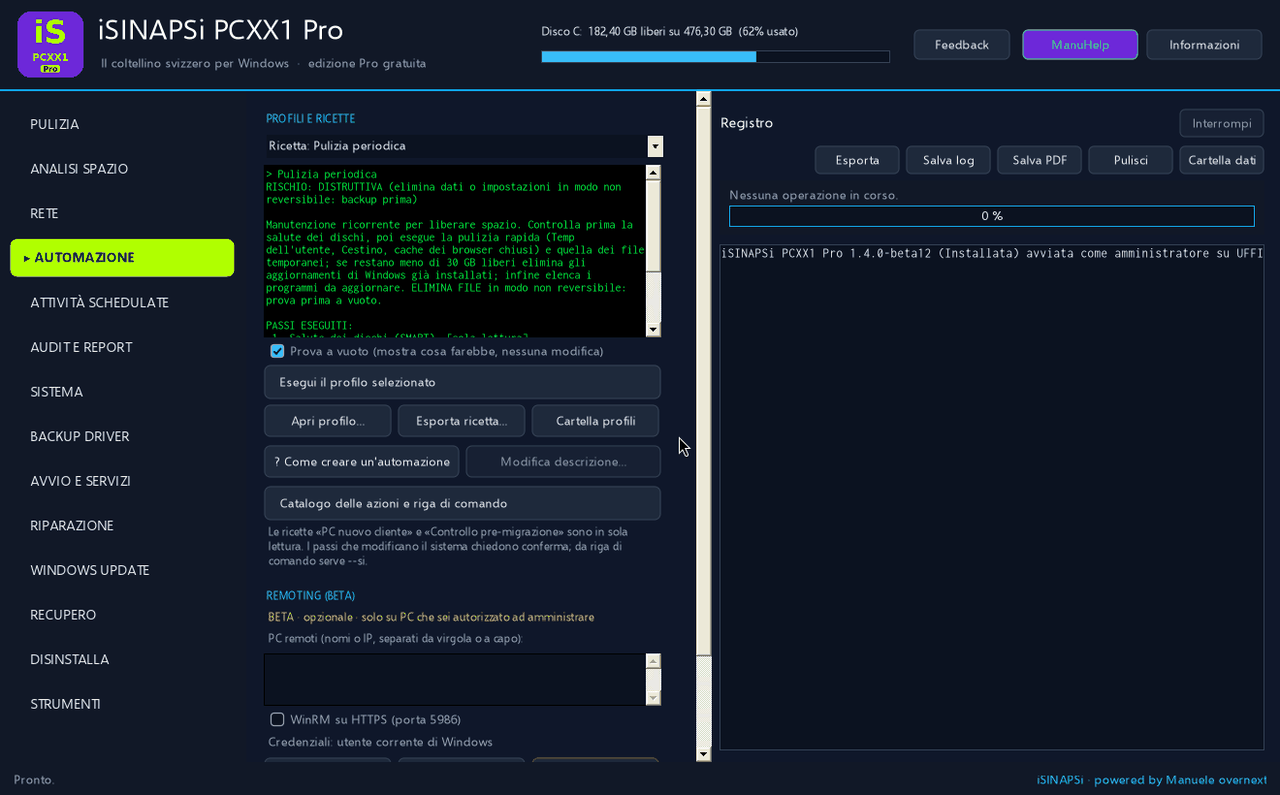 iS
PCXX1
Pro
iSINAPSi PCXX1 Pro
Il coltellino svizzero per Windows · edizione Pro gratuita
Disco C: 182,40 GB liberi su 476,30 GB (62% usato)
Feedback
ManuHelp
Informazioni
PULIZIA
ANALISI SPAZIO
RETE
▸ AUTOMAZIONE
ATTIVITÀ SCHEDULATE
AUDIT E REPORT
SISTEMA
BACKUP DRIVER
AVVIO E SERVIZI
RIPARAZIONE
WINDOWS UPDATE
RECUPERO
DISINSTALLA
STRUMENTI
PROFILI E RICETTE
Ricetta: Pulizia periodica
> Pulizia periodica
RISCHIO: DISTRUTTIVA (elimina dati o impostazioni in modo non
reversibile: backup prima)
Manutenzione ricorrente per liberare spazio. Controlla prima la
salute dei dischi, poi esegue la pulizia rapida (Temp
dell'utente, Cestino, cache dei browser chiusi) e quella dei file
temporanei; se restano meno di 30 GB liberi elimina gli
aggiornamenti di Windows già installati; infine elenca i
programmi da aggiornare. ELIMINA FILE in modo non reversibile:
prova prima a vuoto.
PASSI ESEGUITI:
1. Salute dei dischi (SMART) [sola lettura]
Prova a vuoto (mostra cosa farebbe, nessuna modifica)
Esegui il profilo selezionato
Apri profilo...
Esporta ricetta...
Cartella profili
? Come creare un'automazione
Modifica descrizione...
Catalogo delle azioni e riga di comando
Le ricette «PC nuovo cliente» e «Controllo pre-migrazione» sono in sola
lettura. I passi che modificano il sistema chiedono conferma; da riga di
comando serve --si.
REMOTING (BETA)
BETA · opzionale · solo su PC che sei autorizzato ad amministrare
PC remoti (nomi o IP, separati da virgola o a capo):
WinRM su HTTPS (porta 5986)
Credenziali: utente corrente di Windows
Registro
Interrompi
Esporta
Salva log
Salva PDF
Pulisci
Cartella dati
Nessuna operazione in corso.
0 %
iSINAPSi PCXX1 Pro 1.4.0-beta12 (Installata) avviata come amministratore su UFFI
Pronto.
iSINAPSi · powered by Manuele overnext